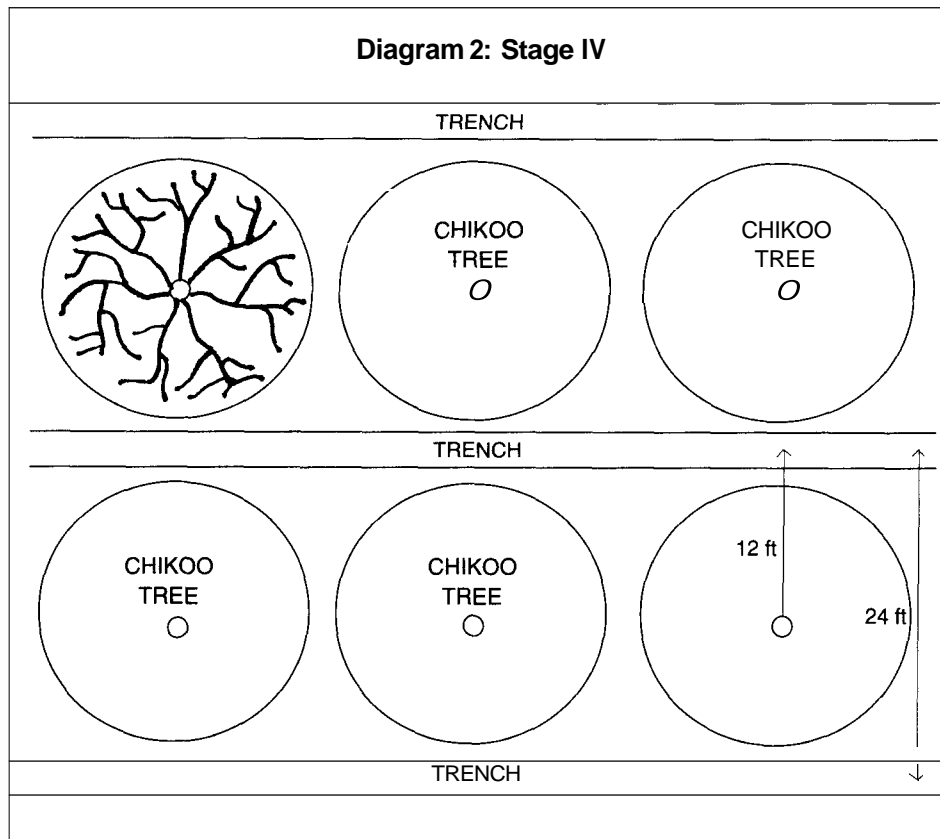 Diagram 2: Stage IV
TRENCH
CHIKOO
TREE
CHIKOO
TREE
TRENCH
12 ft
24 ft
CHIKOO
TREE
CHIKOO
TREE
TRENCH